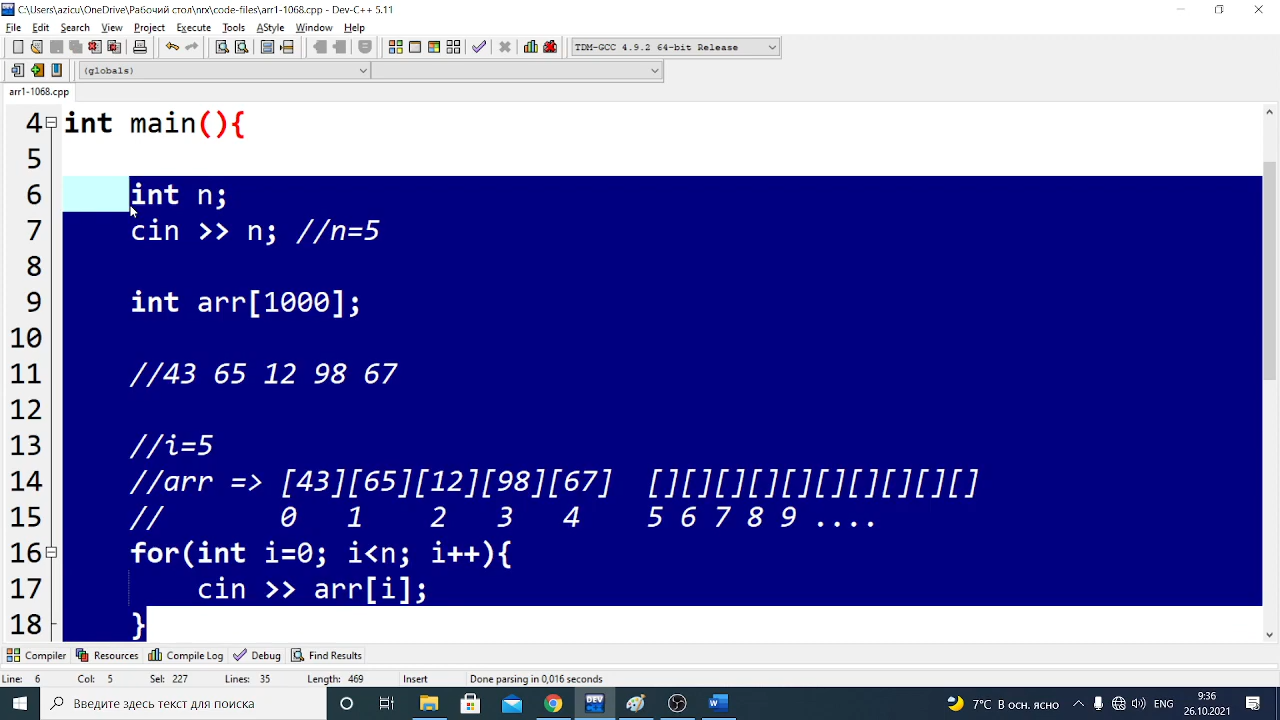 C:\Users\azicu\OneDrive\Рабочий стол\nrx\code-files\arr1-1068.cpp - Dev-C++ 5.11
File Edit Search View Project Execute Tools AStyle Window Help
TDM-GCC 4.9.2 64-bit Release
(globals)
arr1-1068.cpp
4 int main(){
5
6 int n;
7 cin >> n; //n=5
8
9 int arr[1000];
10
11 //43 65 12 98 67
12
13 //i=5
14 //arr => [43][65][12][98][67] [][][][][][][][][][]
15 // 0 1 2 3 4 5 6 7 8 9 ....
16 for(int i=0; i<n; i++){
17 cin >> arr[i];
18 }
Compiler Resources Compile Log Debug Find Results
Line: 6 Col: 5 Sel: 227 Lines: 35 Length: 469 Insert Done parsing in 0,016 seconds
Введите здесь текст для поиска
DEV
7°C В осн. ясно
ENG
9:36
26.10.2021